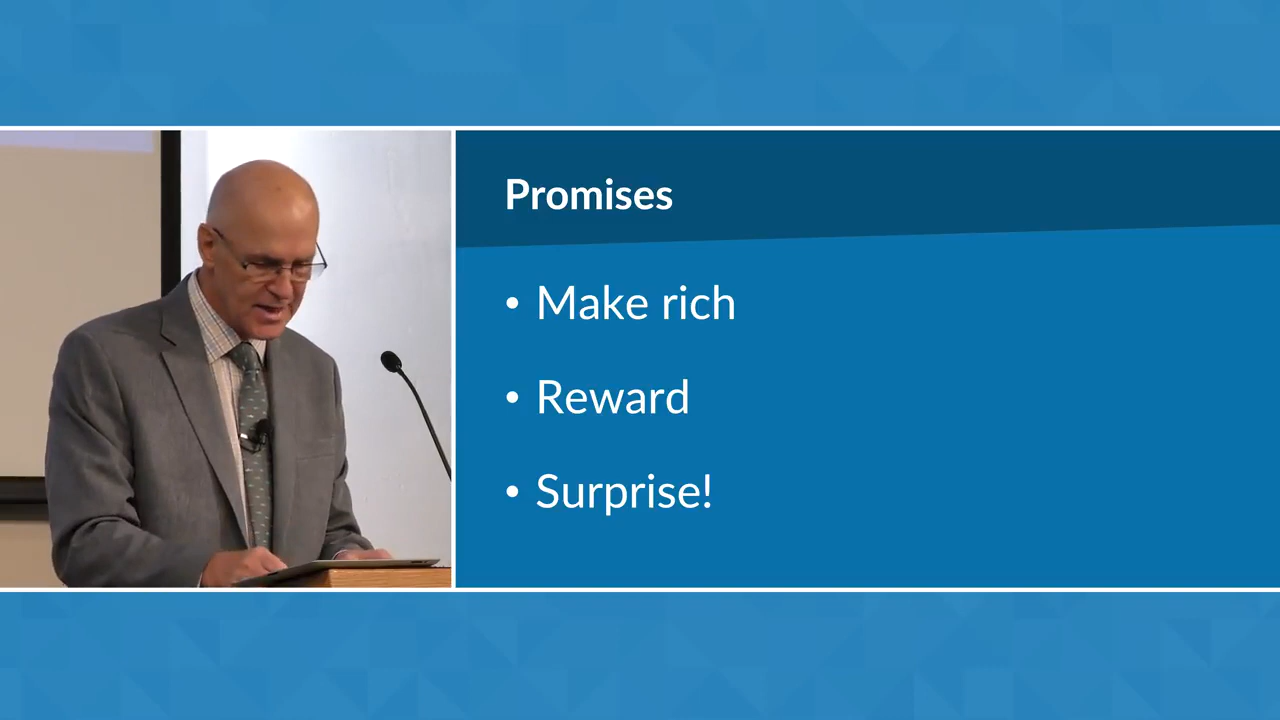 Promises
• Make rich
• Reward
• Surprise!